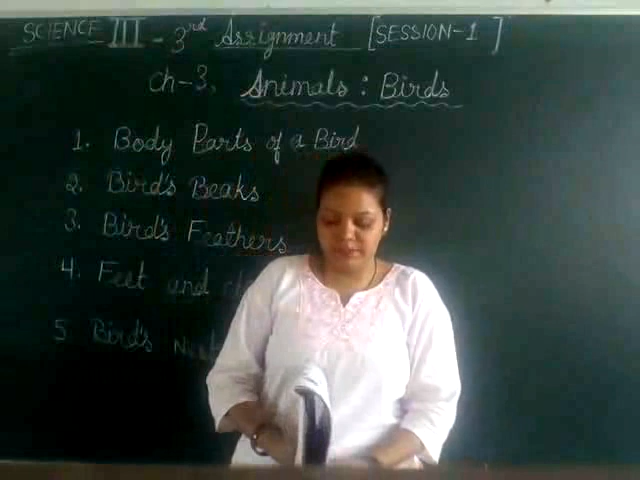 SCIENCE III - 3rd Assignment [SESSION-1]
Ch-3, Animals : Birds
1. Body Parts of a Bird
2. Bird's Beaks
3. Bird's Feathers
4. Feet and
5 Bird's